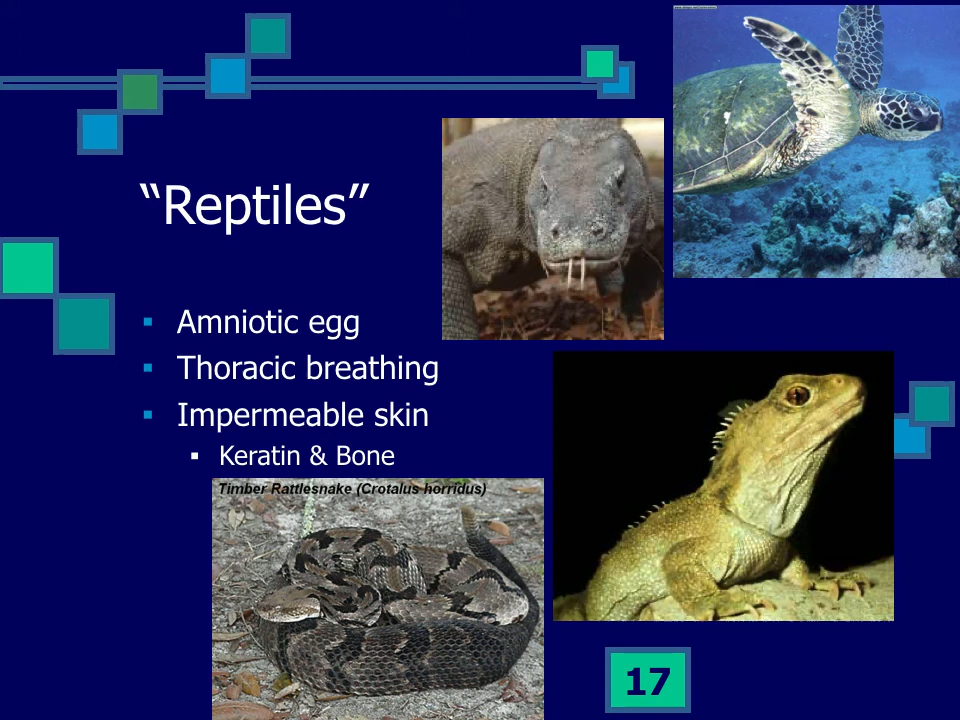 “Reptiles”
▪ Amniotic egg
▪ Thoracic breathing
▪ Impermeable skin
▪ Keratin & Bone
Timber Rattlesnake (Crotalus horridus)
17